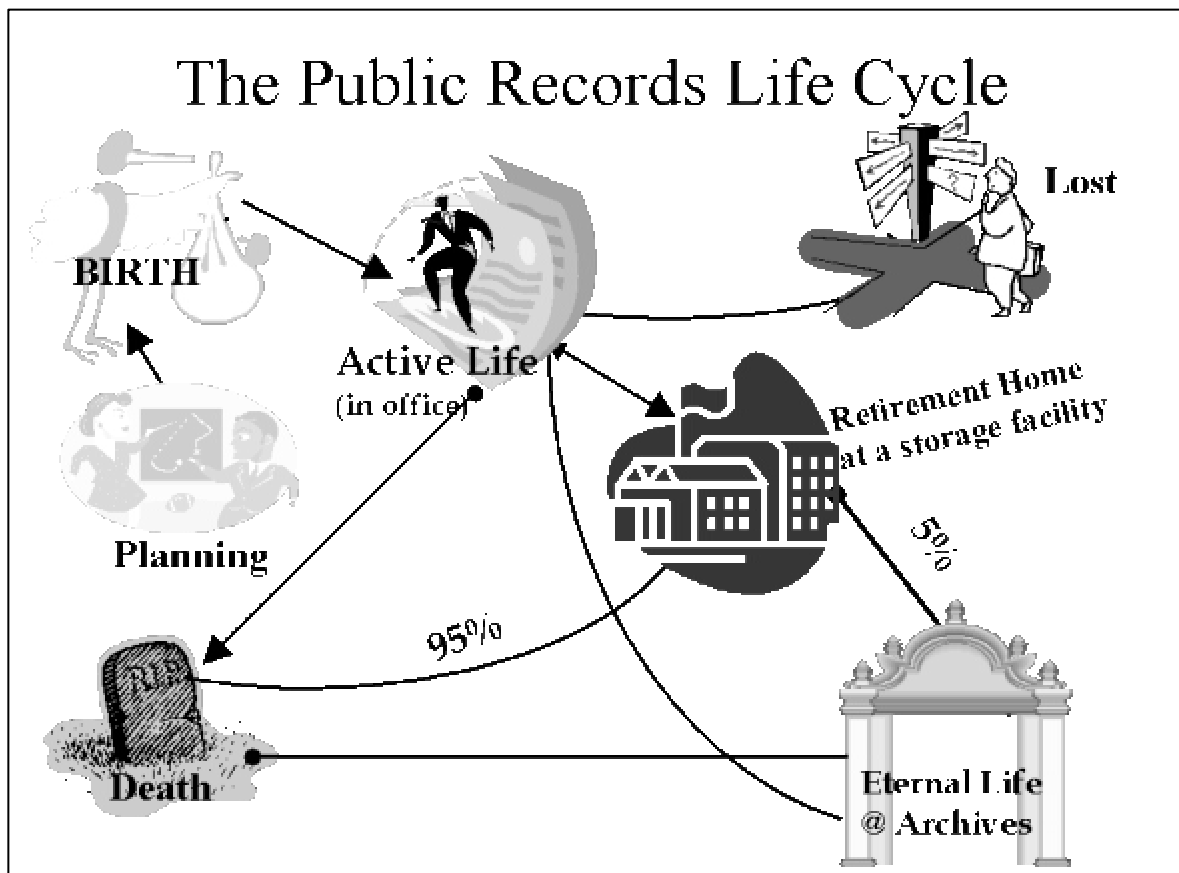 The Public Records Life Cycle
BIRTH
Active Life
(in office)
Lost
Retirement Home
at a storage facility
Planning
5%
95%
R.I.P.
Death
Eternal Life
@ Archives